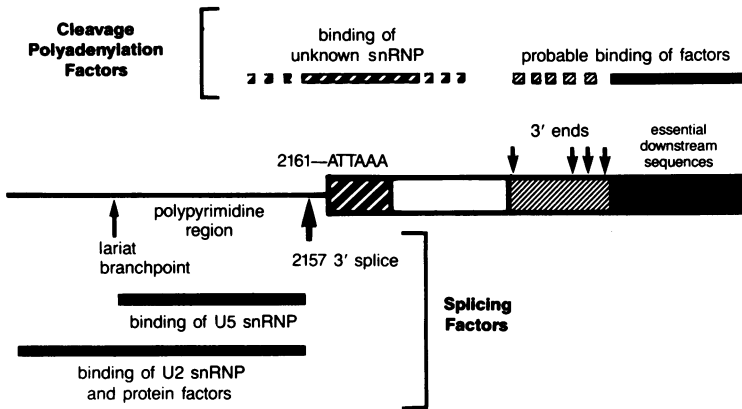 Cleavage
Polyadenylation
Factors
binding of
unknown snRNP
probable binding of factors
2161—ATTAAA
3′ ends
essential
downstream
sequences
polypyrimidine
region
lariat
branchpoint
2157 3′ splice
binding of U5 snRNP
binding of U2 snRNP
and protein factors
Splicing
Factors